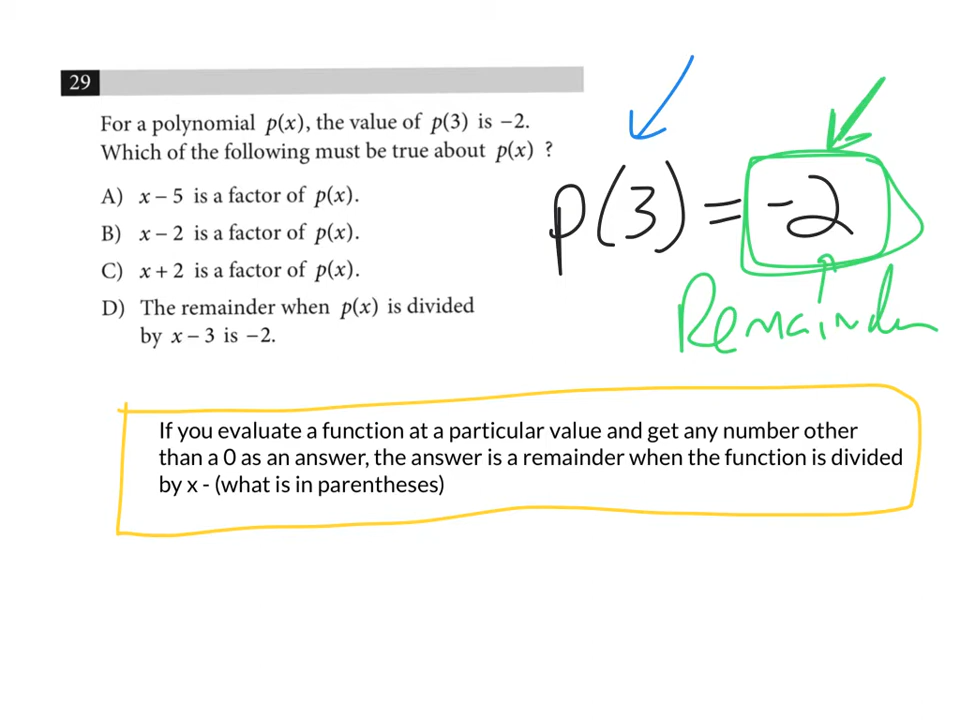 29
For a polynomial p(x), the value of p(3) is −2.
Which of the following must be true about p(x) ?
A) x − 5 is a factor of p(x).
B) x − 2 is a factor of p(x).
C) x + 2 is a factor of p(x).
D) The remainder when p(x) is divided
by x − 3 is −2.
p(3) = -2
Remainder
If you evaluate a function at a particular value and get any number other
than a 0 as an answer, the answer is a remainder when the function is divided
by x - (what is in parentheses)